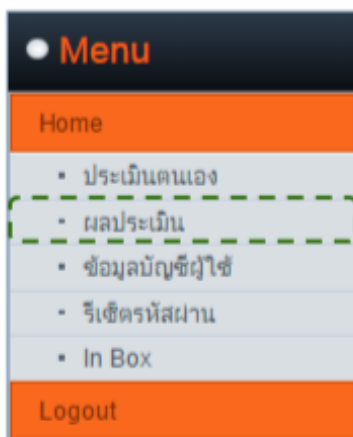 Menu
Home
ประเมินตนเอง
ผลประเมิน
ข้อมูลบัญชีผู้ใช้
รีเซ็ตรหัสผ่าน
In Box
Logout